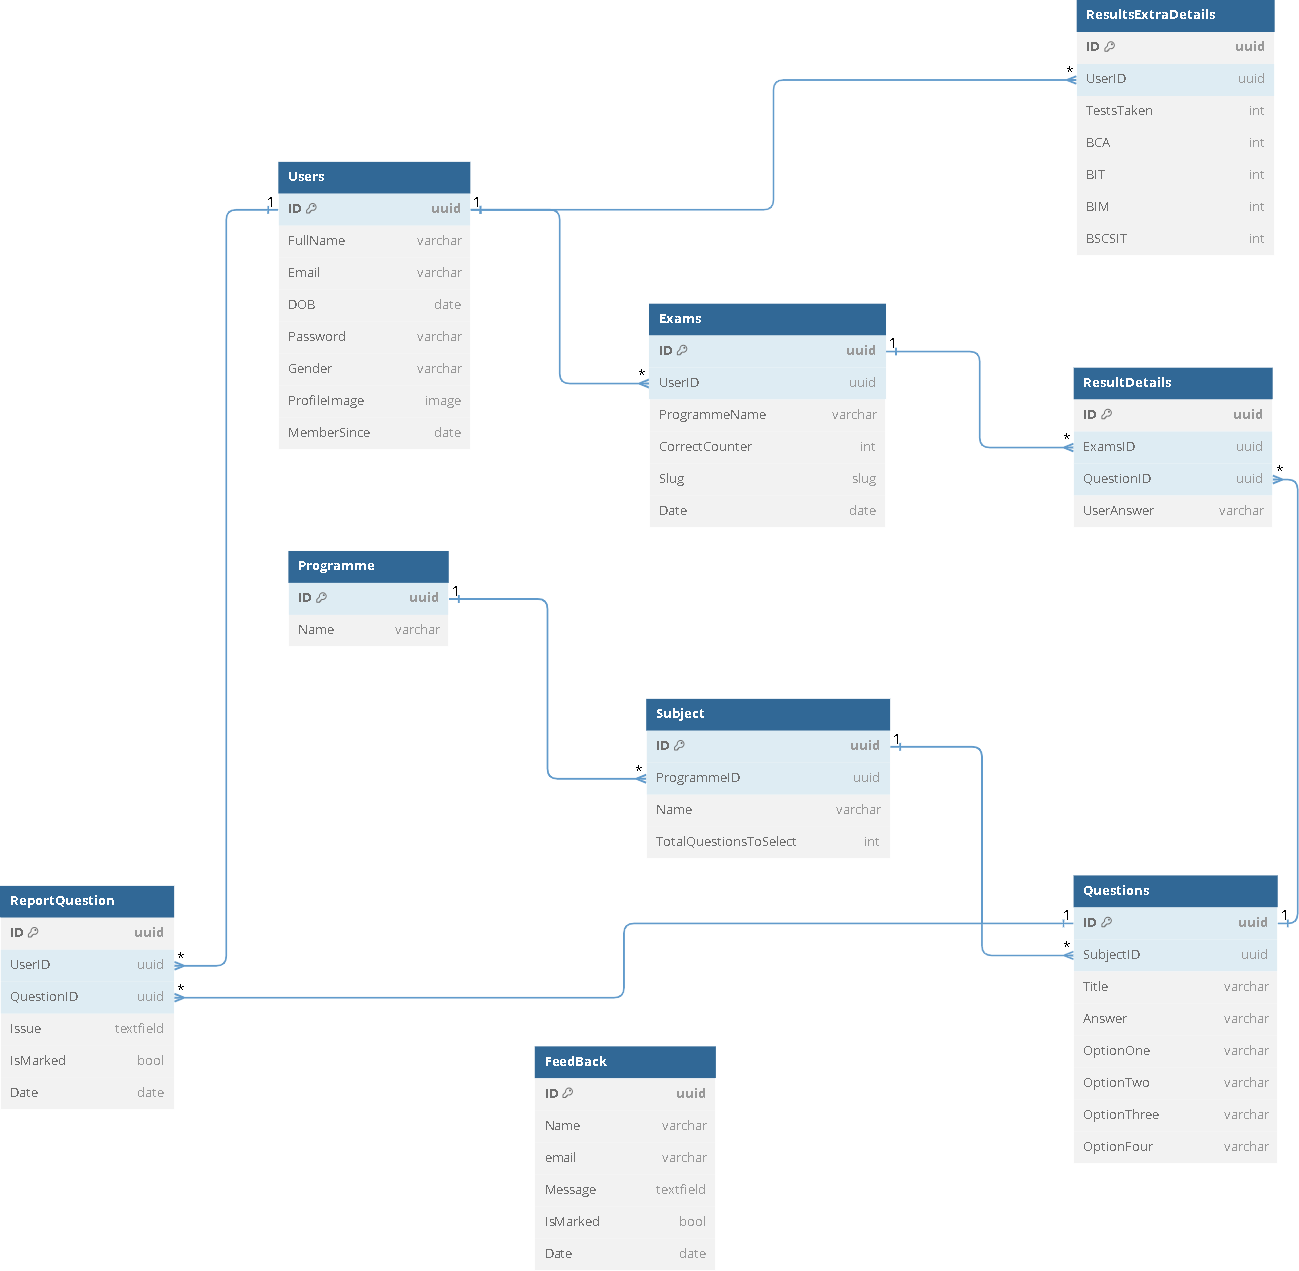 ResultsExtraDetails
ID uuid
* UserID uuid
TestsTaken int
BCA int
BIT int
BIM int
BSCSIT int
Users
1 ID uuid 1
FullName varchar
Email varchar
DOB date
Password varchar
Gender varchar
ProfileImage image
MemberSince date
Exams
ID uuid 1
* UserID uuid
ProgrammeName varchar
CorrectCounter int
Slug slug
Date date
ResultDetails
ID uuid
* ExamsID uuid
QuestionID uuid *
UserAnswer varchar
Programme
ID uuid 1
Name varchar
Subject
ID uuid 1
* ProgrammeID uuid
Name varchar
TotalQuestionsToSelect int
ReportQuestion
ID uuid
UserID uuid *
QuestionID uuid *
Issue textfield
IsMarked bool
Date date
Questions
1 ID uuid 1
* SubjectID uuid
Title varchar
Answer varchar
OptionOne varchar
OptionTwo varchar
OptionThree varchar
OptionFour varchar
FeedBack
ID uuid
Name varchar
email varchar
Message textfield
IsMarked bool
Date date